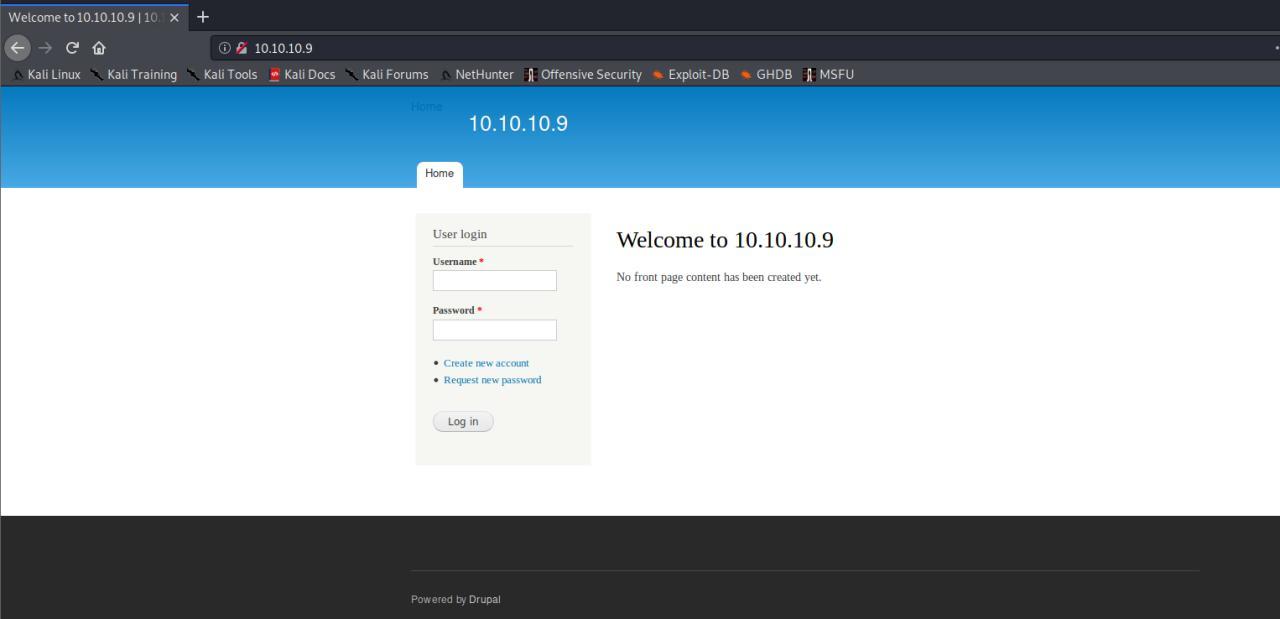 Welcome to 10.10.10.9 | 10.1
10.10.10.9
Kali Linux Kali Training Kali Tools Kali Docs Kali Forums NetHunter Offensive Security Exploit-DB GHDB MSFU
Home
10.10.10.9
Home
User login
Username *
Password *
Create new account
Request new password
Log in
Welcome to 10.10.10.9
No front page content has been created yet.
Powered by Drupal